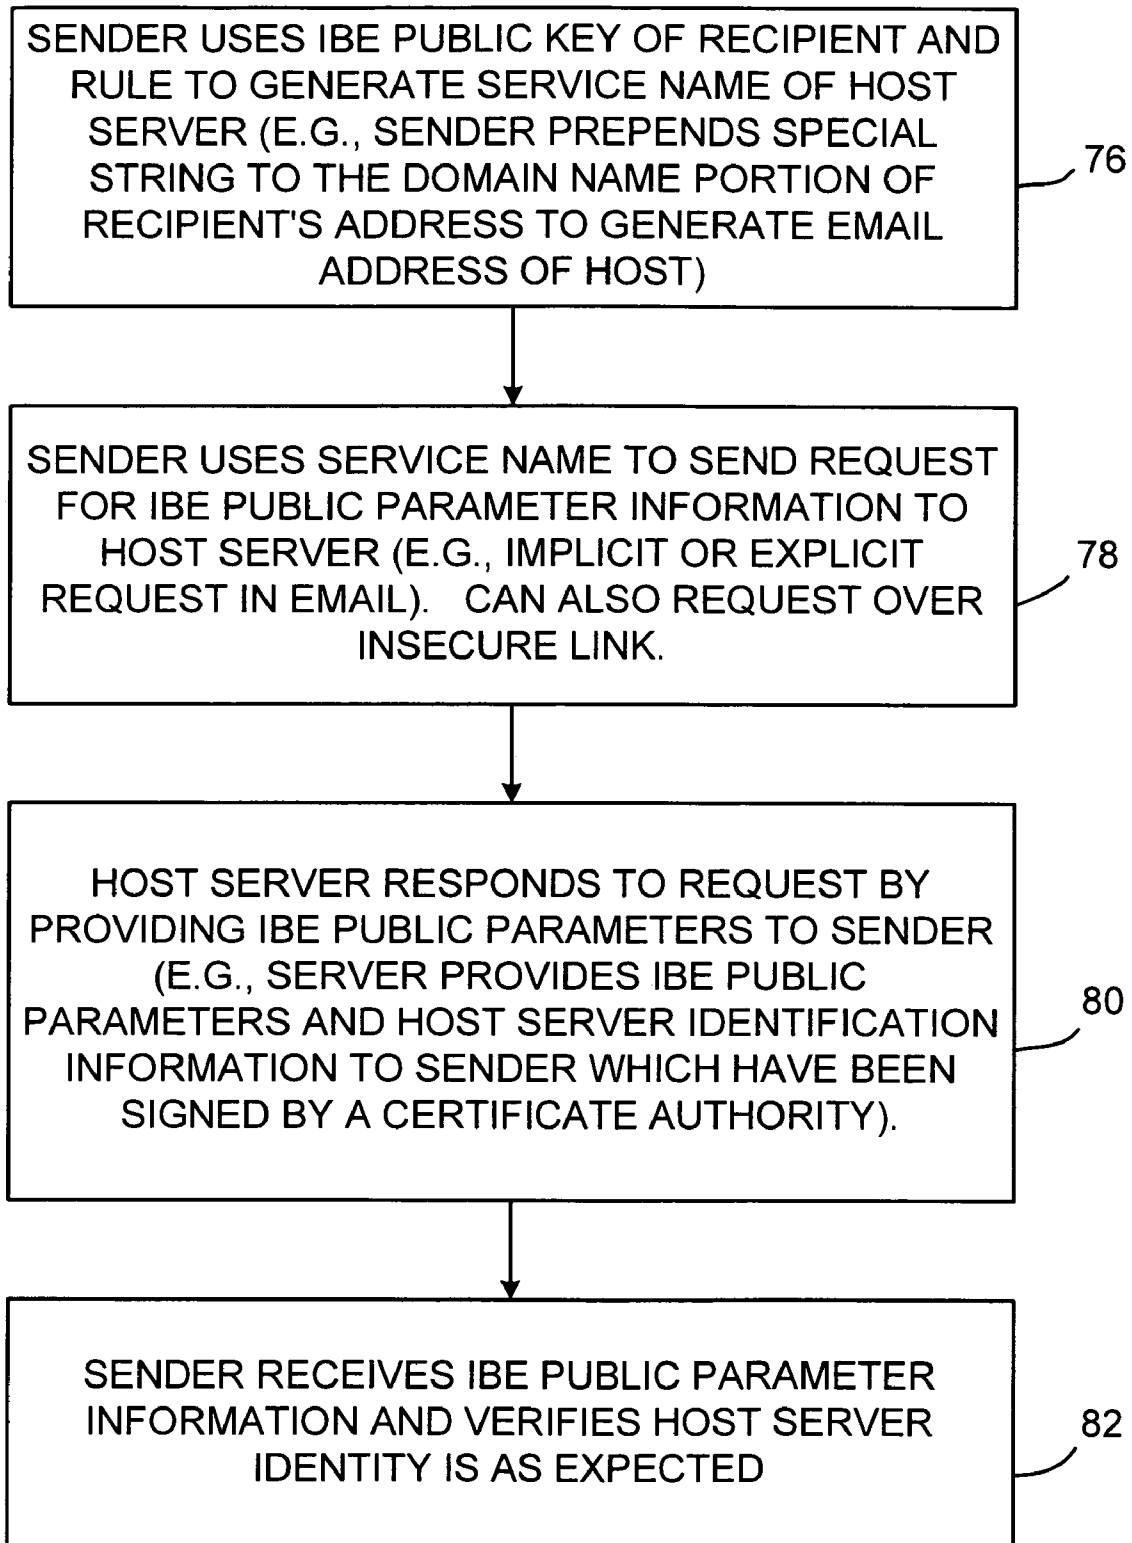 SENDER USES IBE PUBLIC KEY OF RECIPIENT AND
RULE TO GENERATE SERVICE NAME OF HOST
SERVER (E.G., SENDER PREPENDS SPECIAL
STRING TO THE DOMAIN NAME PORTION OF
RECIPIENT'S ADDRESS TO GENERATE EMAIL
ADDRESS OF HOST)
76
SENDER USES SERVICE NAME TO SEND REQUEST
FOR IBE PUBLIC PARAMETER INFORMATION TO
HOST SERVER (E.G., IMPLICIT OR EXPLICIT
REQUEST IN EMAIL). CAN ALSO REQUEST OVER
INSECURE LINK.
78
HOST SERVER RESPONDS TO REQUEST BY
PROVIDING IBE PUBLIC PARAMETERS TO SENDER
(E.G., SERVER PROVIDES IBE PUBLIC
PARAMETERS AND HOST SERVER IDENTIFICATION
INFORMATION TO SENDER WHICH HAVE BEEN
SIGNED BY A CERTIFICATE AUTHORITY).
80
SENDER RECEIVES IBE PUBLIC PARAMETER
INFORMATION AND VERIFIES HOST SERVER
IDENTITY IS AS EXPECTED
82